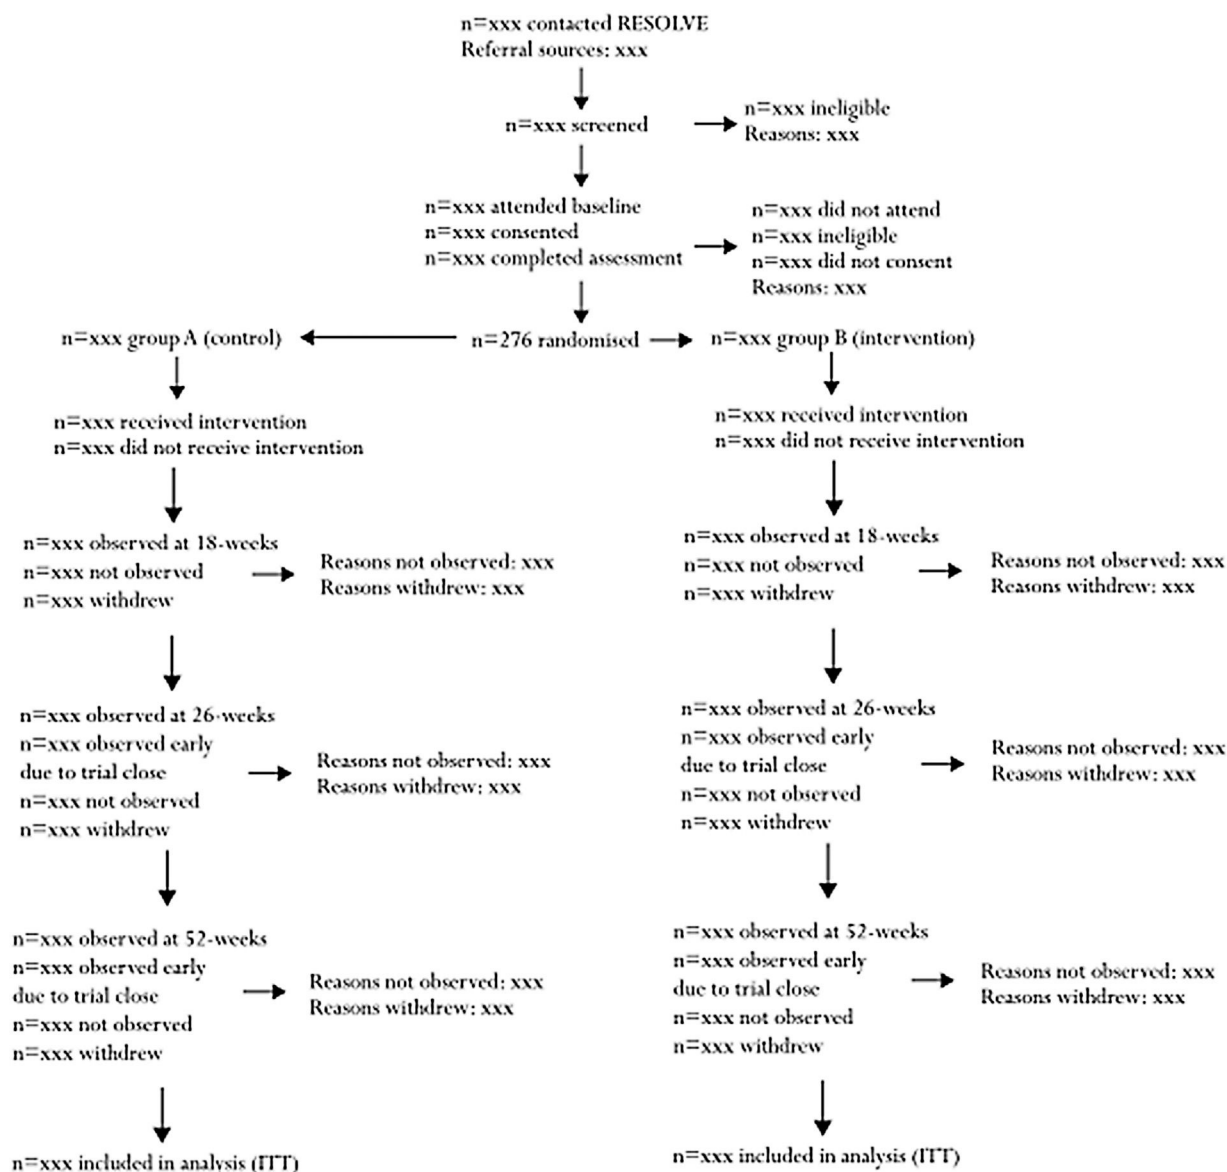 n=xxx contacted RESOLVE
Referral sources: xxx
n=xxx screened
n=xxx ineligible
Reasons: xxx
n=xxx attended baseline
n=xxx consented
n=xxx completed assessment
n=xxx did not attend
n=xxx ineligible
n=xxx did not consent
Reasons: xxx
n=xxx group A (control)
n=276 randomised
n=xxx group B (intervention)
n=xxx received intervention
n=xxx did not receive intervention
n=xxx received intervention
n=xxx did not receive intervention
n=xxx observed at 18-weeks
n=xxx not observed
n=xxx withdrew
Reasons not observed: xxx
Reasons withdrew: xxx
n=xxx observed at 18-weeks
n=xxx not observed
n=xxx withdrew
Reasons not observed: xxx
Reasons withdrew: xxx
n=xxx observed at 26-weeks
n=xxx observed early
due to trial close
n=xxx not observed
n=xxx withdrew
Reasons not observed: xxx
Reasons withdrew: xxx
n=xxx observed at 26-weeks
n=xxx observed early
due to trial close
n=xxx not observed
n=xxx withdrew
Reasons not observed: xxx
Reasons withdrew: xxx
n=xxx observed at 52-weeks
n=xxx observed early
due to trial close
n=xxx not observed
n=xxx withdrew
Reasons not observed: xxx
Reasons withdrew: xxx
n=xxx observed at 52-weeks
n=xxx observed early
due to trial close
n=xxx not observed
n=xxx withdrew
Reasons not observed: xxx
Reasons withdrew: xxx
n=xxx included in analysis (ITT)
n=xxx included in analysis (ITT)